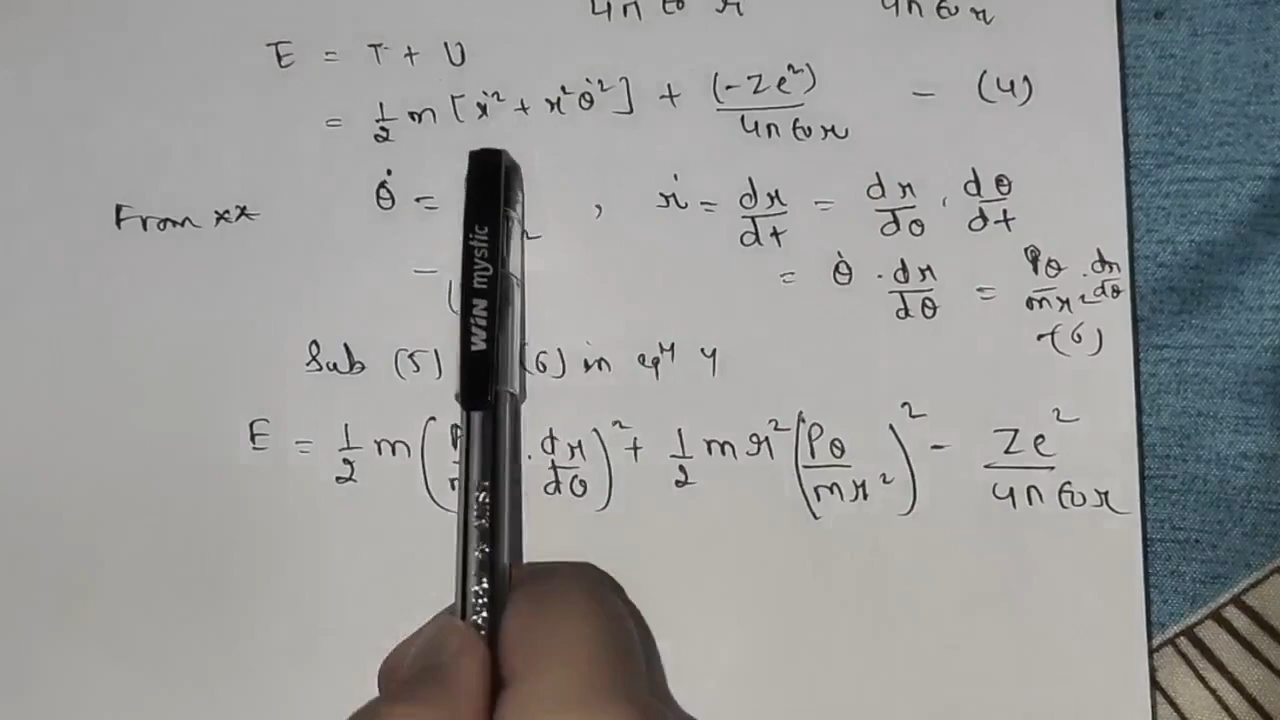 4π ε₀ r 4π ε₀ r
E = T + U
= 1/2 m [ṙ² + r²θ̇²] + (-Ze²)/(4π ε₀ r) - (4)
From ** θ̇ = , ṙ = dr/dt = dr/dθ . dθ/dt
= θ̇ . dr/dθ = Pθ/mr² . dr/dθ
-(6)
Sub (5) (6) in eqⁿ 4
E = 1/2 m ( . dr/dθ)² + 1/2 m r² (Pθ/mr²)² - Ze²/(4π ε₀ r)
WIN mystic